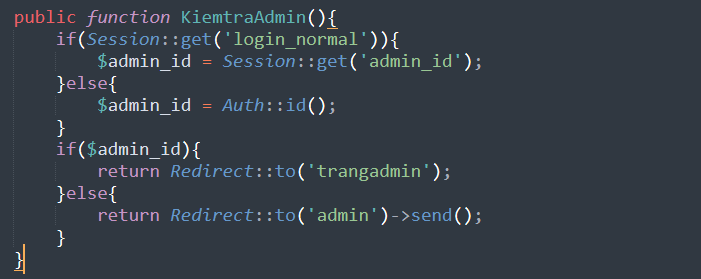 public function KiemtraAdmin(){
    if(Session::get('login_normal')){
        $admin_id = Session::get('admin_id');
    }else{
        $admin_id = Auth::id();
    }
    if($admin_id){
        return Redirect::to('trangadmin');
    }else{
        return Redirect::to('admin')->send();
    }
}